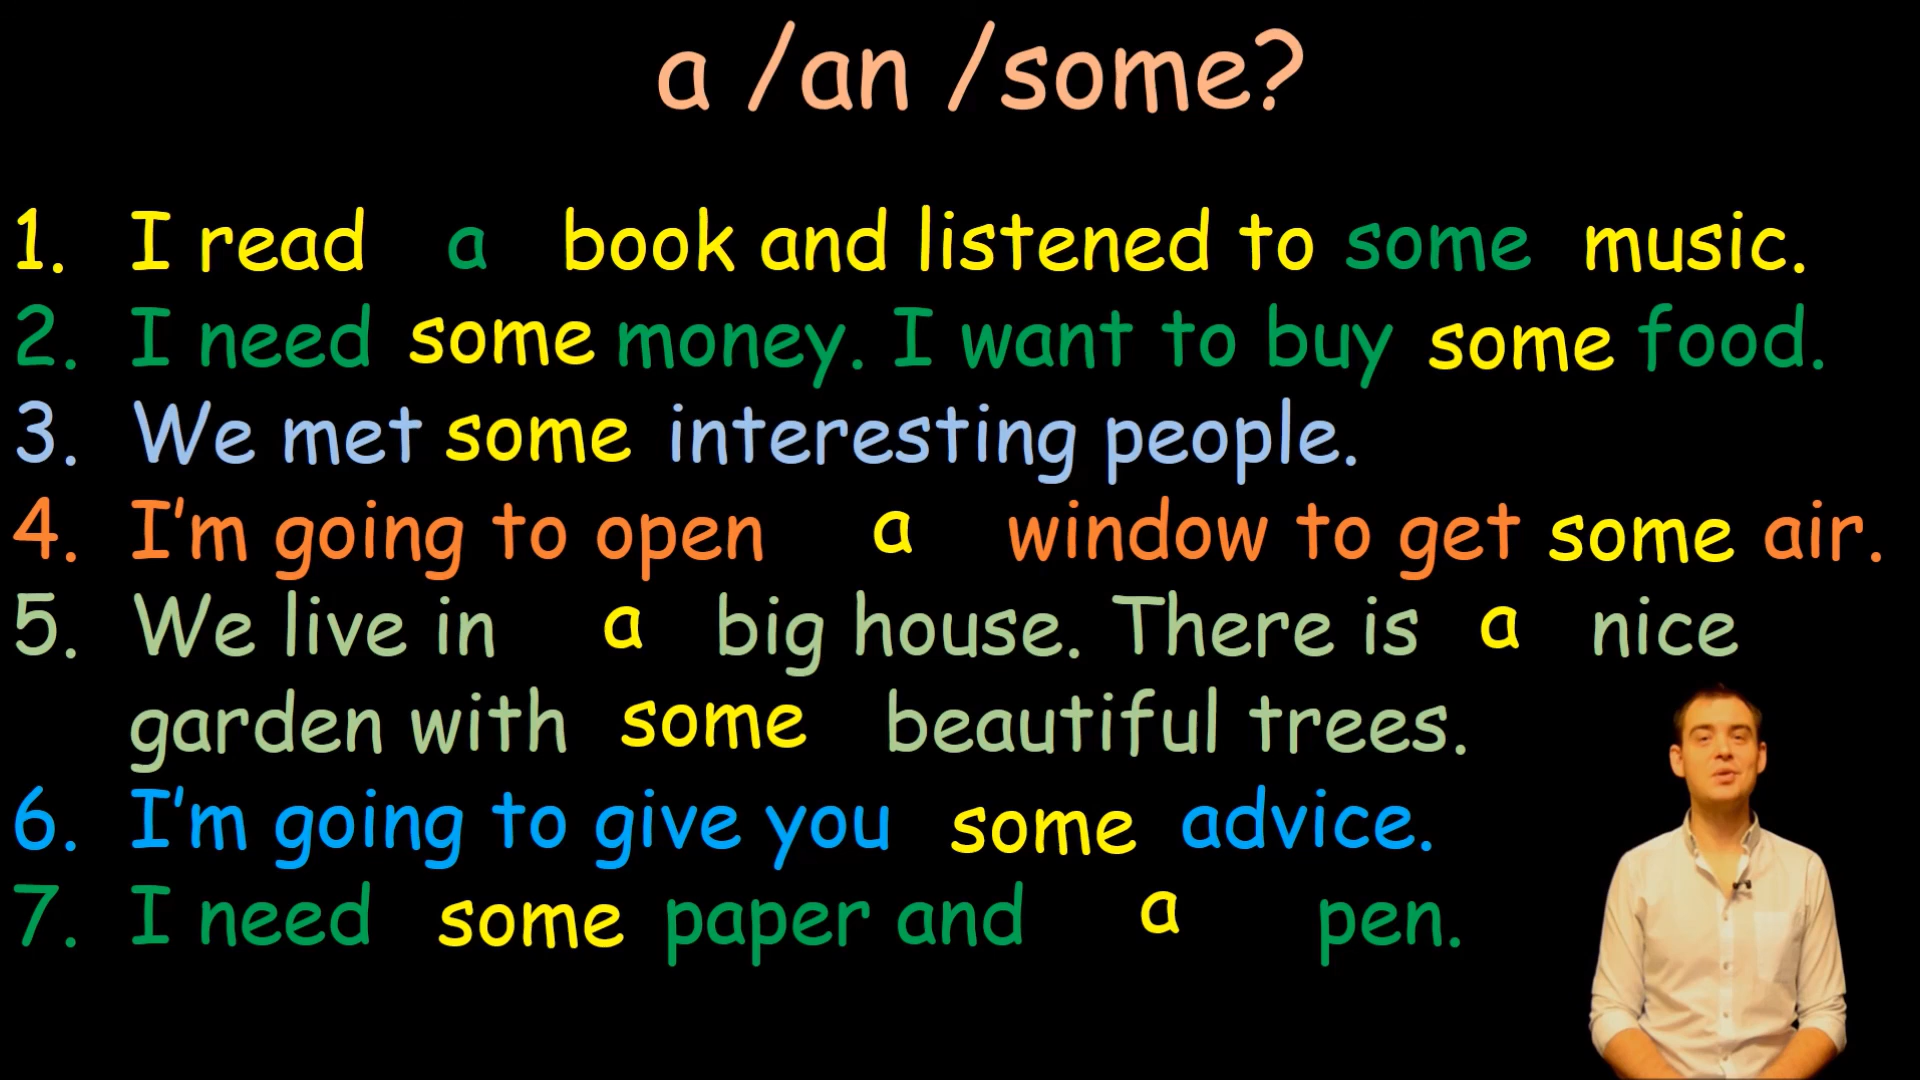 a /an /some?
1. I read a book and listened to some music.
2. I need some money. I want to buy some food.
3. We met some interesting people.
4. I’m going to open a window to get some air.
5. We live in a big house. There is a nice
garden with some beautiful trees.
6. I’m going to give you some advice.
7. I need some paper and a pen.